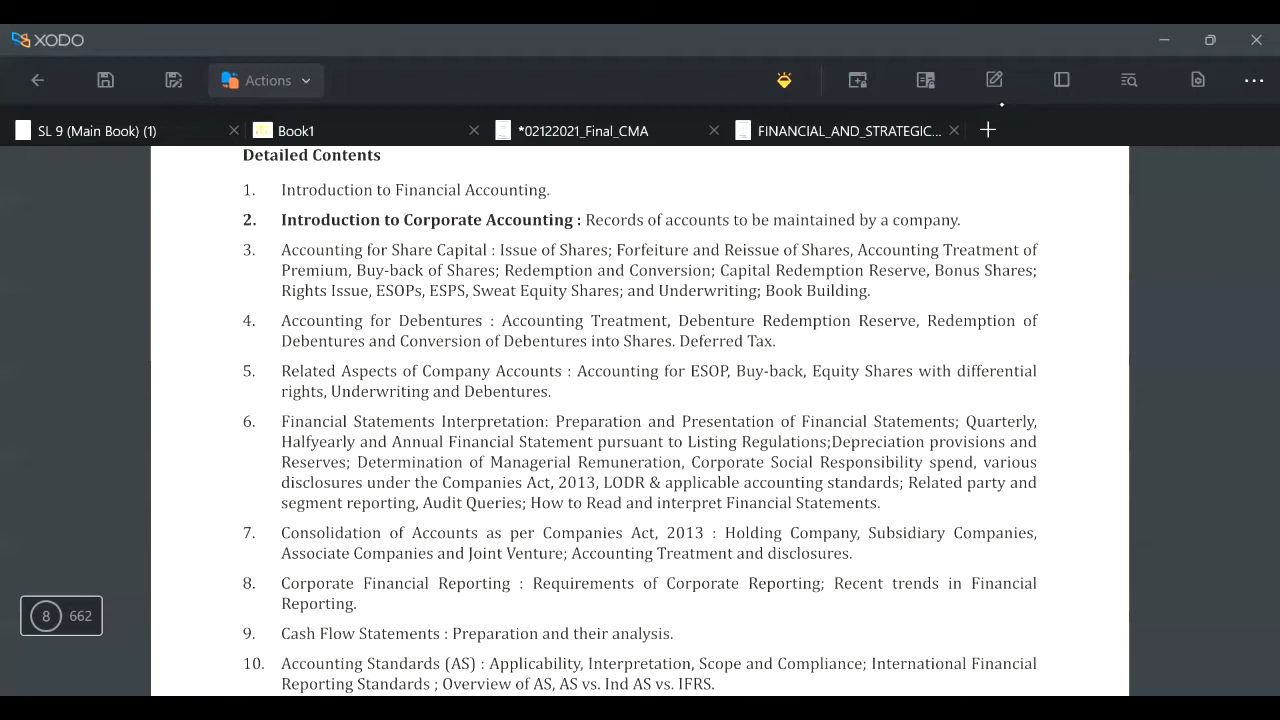 XODO
Actions
SL 9 (Main Book) (1)
Book1
*02122021_Final_CMA
FINANCIAL_AND_STRATEGIC...
Detailed Contents
1. Introduction to Financial Accounting.
2. Introduction to Corporate Accounting : Records of accounts to be maintained by a company.
3. Accounting for Share Capital : Issue of Shares; Forfeiture and Reissue of Shares, Accounting Treatment of
Premium, Buy-back of Shares; Redemption and Conversion; Capital Redemption Reserve, Bonus Shares;
Rights Issue, ESOPs, ESPS, Sweat Equity Shares; and Underwriting; Book Building.
4. Accounting for Debentures : Accounting Treatment, Debenture Redemption Reserve, Redemption of
Debentures and Conversion of Debentures into Shares. Deferred Tax.
5. Related Aspects of Company Accounts : Accounting for ESOP, Buy-back, Equity Shares with differential
rights, Underwriting and Debentures.
6. Financial Statements Interpretation: Preparation and Presentation of Financial Statements; Quarterly,
Halfyearly and Annual Financial Statement pursuant to Listing Regulations;Depreciation provisions and
Reserves; Determination of Managerial Remuneration, Corporate Social Responsibility spend, various
disclosures under the Companies Act, 2013, LODR & applicable accounting standards; Related party and
segment reporting, Audit Queries; How to Read and interpret Financial Statements.
7. Consolidation of Accounts as per Companies Act, 2013 : Holding Company, Subsidiary Companies,
Associate Companies and Joint Venture; Accounting Treatment and disclosures.
8. Corporate Financial Reporting : Requirements of Corporate Reporting; Recent trends in Financial
Reporting.
8 662
9. Cash Flow Statements : Preparation and their analysis.
10. Accounting Standards (AS) : Applicability, Interpretation, Scope and Compliance; International Financial
Reporting Standards ; Overview of AS, AS vs. Ind AS vs. IFRS.